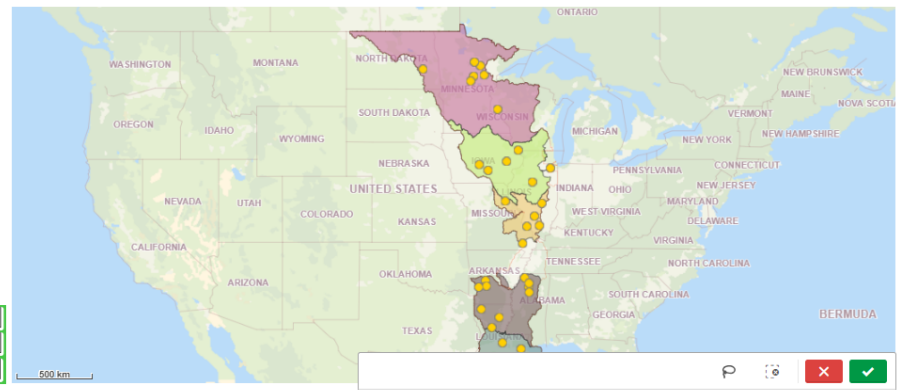 ONTARIO
WASHINGTON
MONTANA
NORTH DAKOTA
MINNESOTA
NEW BRUNSWICK
MAINE
NOVA SCOTI
SOUTH DAKOTA
WISCONSIN
VERMONT
OREGON
IDAHO
WYOMING
MICHIGAN
NEW YORK
NEW HAMPSHIRE
NEBRASKA
IOWA
PENNSYLVANIA
CONNECTICUT
UNITED STATES
INDIANA
OHIO
NEW JERSEY
NEVADA
UTAH
COLORADO
KANSAS
MISSOURI
WEST VIRGINIA
MARYLAND
DELAWARE
KENTUCKY
VIRGINIA
CALIFORNIA
ARIZONA
OKLAHOMA
ARKANSAS
TENNESSEE
NORTH CAROLINA
ALABAMA
SOUTH CAROLINA
GEORGIA
BERMUDA
TEXAS
500 km